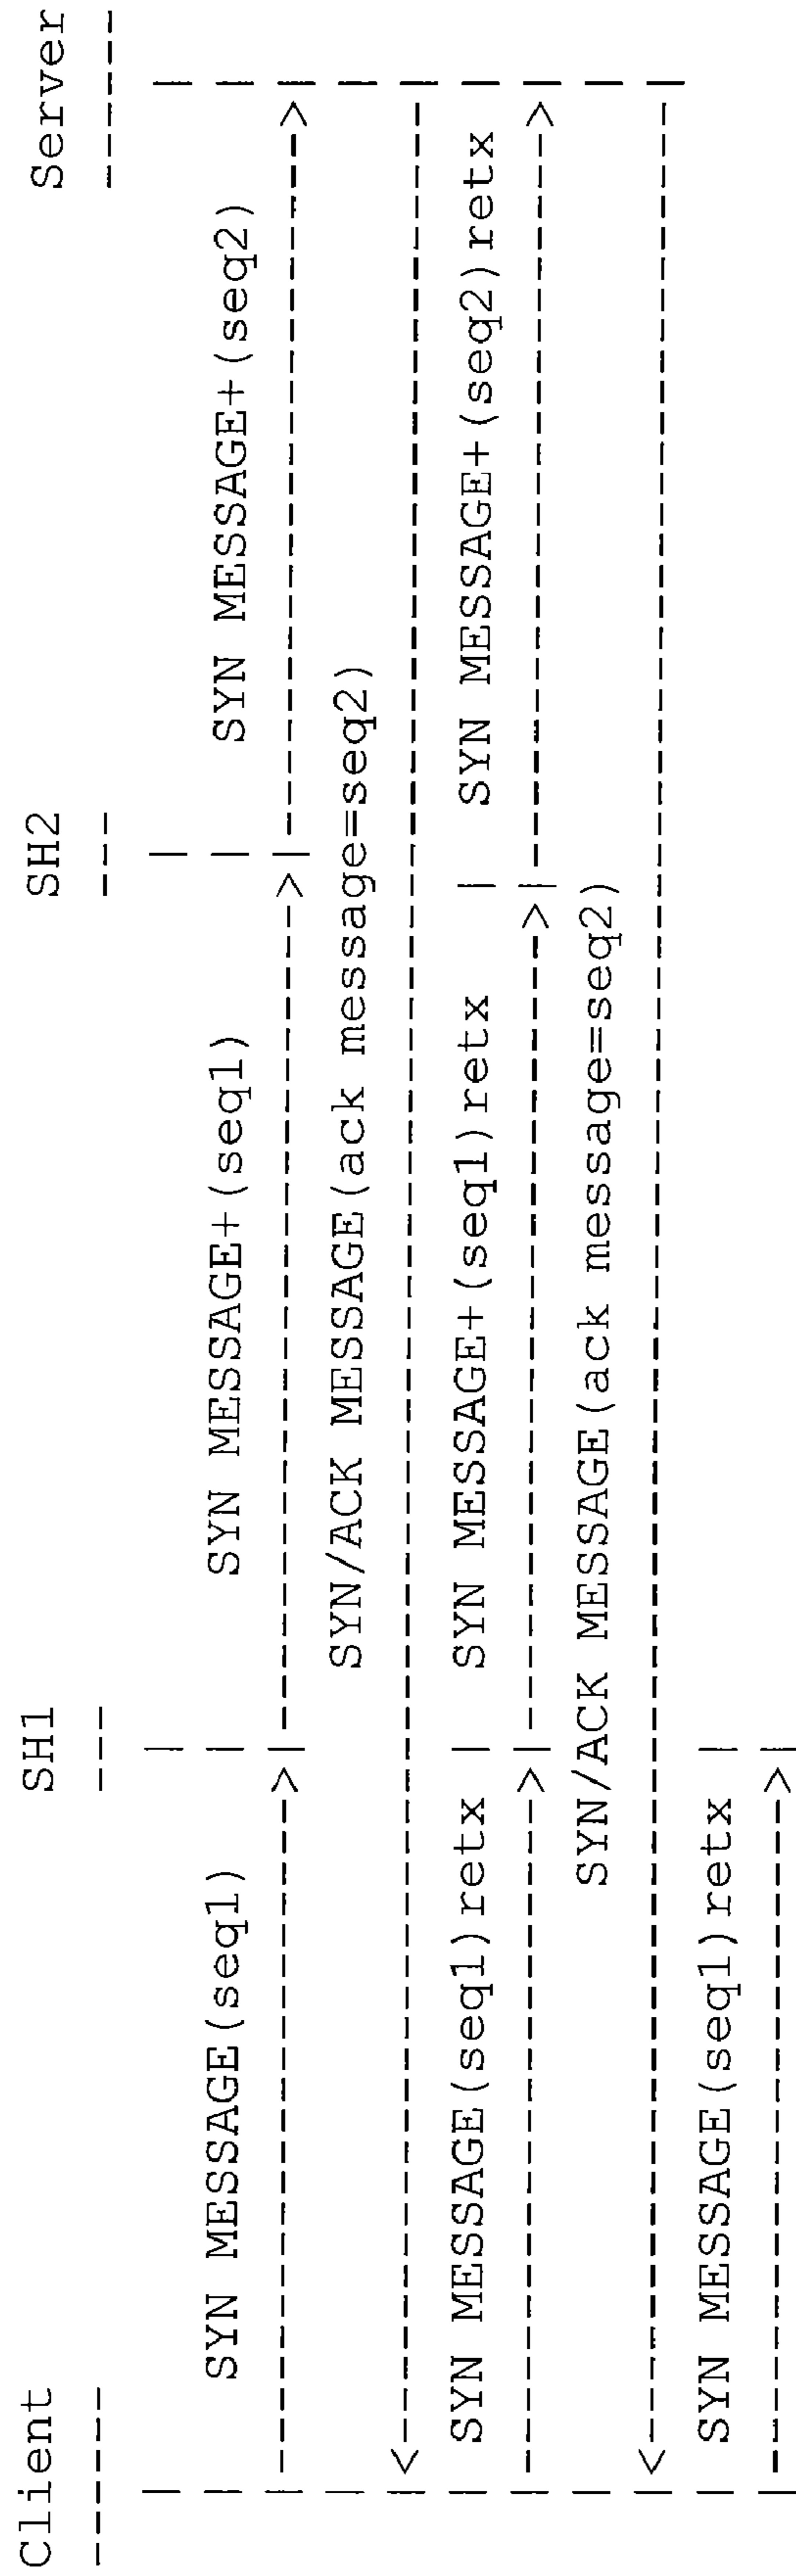 Client SH1 SH2 Server
SYN MESSAGE(seq1) SYN MESSAGE+(seq1) SYN MESSAGE+(seq2)
SYN/ACK MESSAGE(ack message=seq2)
SYN MESSAGE(seq1)retx SYN MESSAGE+(seq1)retx SYN MESSAGE+(seq2)retx
SYN/ACK MESSAGE(ack message=seq2)
SYN MESSAGE(seq1)retx